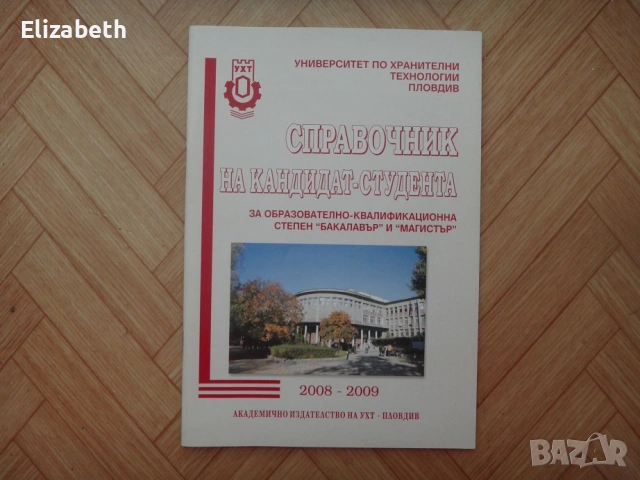 Elizabeth
УХТ
УНИВЕРСИТЕТ ПО ХРАНИТЕЛНИ
ТЕХНОЛОГИИ
ПЛОВДИВ
СПРАВОЧНИК
НА КАНДИДАТ-СТУДЕНТА
ЗА ОБРАЗОВАТЕЛНО-КВАЛИФИКАЦИОННА
СТЕПЕН "БАКАЛАВЪР" И "МАГИСТЪР"
2008 - 2009
АКАДЕМИЧНО ИЗДАТЕЛСТВО НА УХТ - ПЛОВДИВ
BAZAR